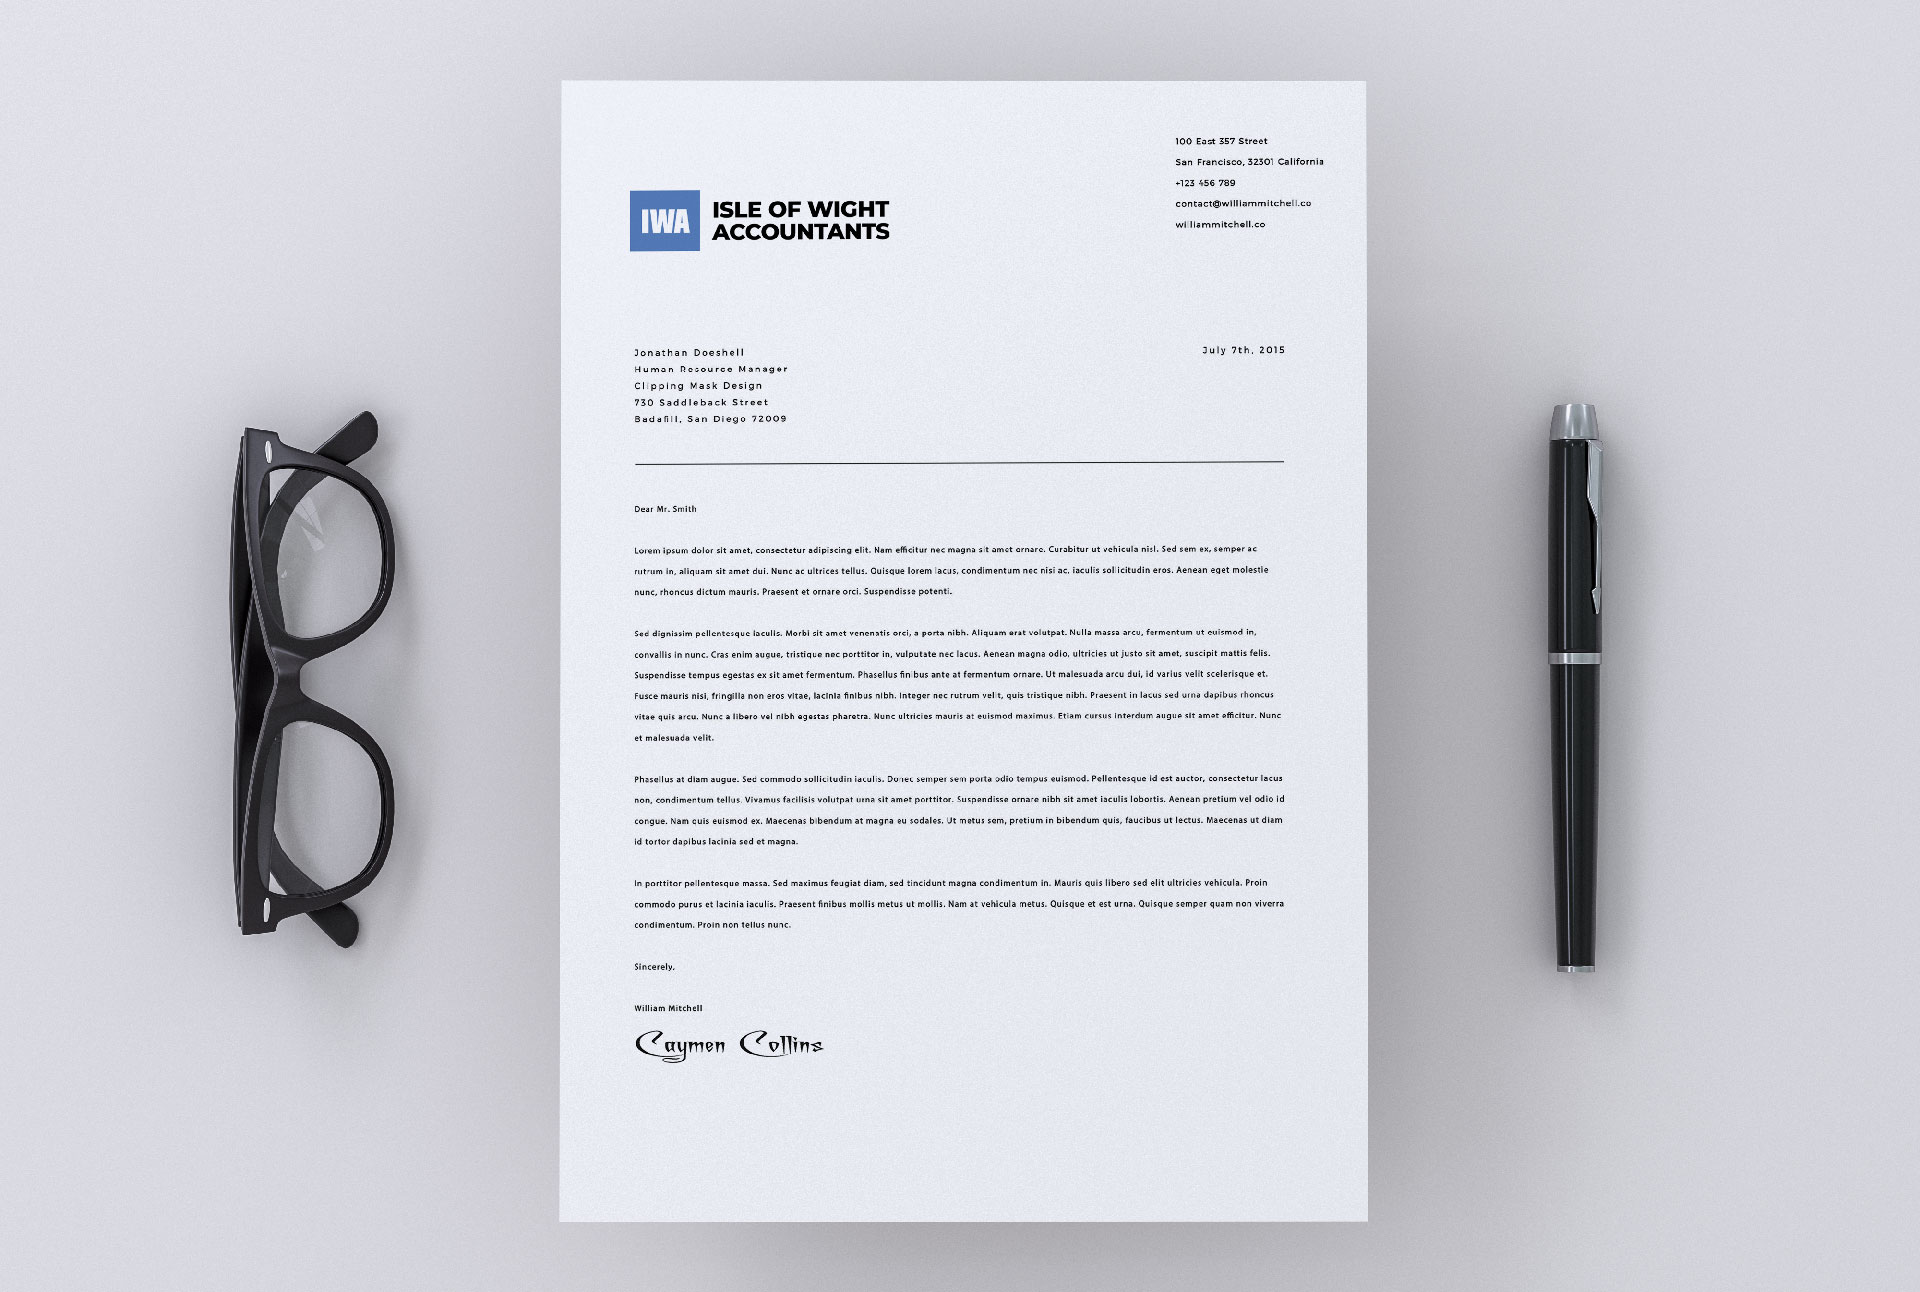 100 East 357 Street
San Francisco, 32301 California
+123 456 789
contact@williammitchell.co
williammitchell.co
IWA
ISLE OF WIGHT
ACCOUNTANTS
Jonathan Doeshell
Human Resource Manager
Clipping Mask Design
730 Saddleback Street
Badafill, San Diego 72009
July 7th, 2015
Dear Mr. Smith
Lorem ipsum dolor sit amet, consectetur adipiscing elit. Nam efficitur nec magna sit amet ornare. Curabitur ut vehicula nisl. Sed sem ex, semper ac
rutrum in, aliquam sit amet dui. Nunc ac ultrices tellus. Quisque lorem lacus, condimentum nec nisi ac, iaculis sollicitudin eros. Aenean eget molestie
nunc, rhoncus dictum mauris. Praesent et ornare orci. Suspendisse potenti.
Sed dignissim pellentesque iaculis. Morbi sit amet venenatis orci, a porta nibh. Aliquam erat volutpat. Nulla massa arcu, fermentum ut euismod in,
convallis in nunc. Cras enim augue, tristique nec porttitor in, vulputate nec lacus. Aenean magna odio, ultricies ut justo sit amet, suscipit mattis felis.
Suspendisse tempus egestas ex sit amet fermentum. Phasellus finibus ante at fermentum ornare. Ut malesuada arcu dui, id varius velit scelerisque et.
Fusce mauris nisi, fringilla non eros vitae, lacinia finibus nibh. Integer nec rutrum velit, quis tristique nibh. Praesent in lacus sed urna dapibus rhoncus
vitae quis arcu. Nunc a libero vel nibh egestas pharetra. Nunc ultricies mauris at euismod maximus. Etiam cursus interdum augue sit amet efficitur. Nunc
et malesuada velit.
Phasellus at diam augue. Sed commodo sollicitudin iaculis. Donec semper sem porta odio tempus euismod. Pellentesque id est auctor, consectetur lacus
non, condimentum tellus. Vivamus facilisis volutpat urna sit amet porttitor. Suspendisse ornare nibh sit amet iaculis lobortis. Aenean pretium vel odio id
congue. Nam quis euismod ex. Maecenas bibendum at magna eu sodales. Ut metus sem, pretium in bibendum quis, faucibus ut lectus. Maecenas ut diam
id tortor dapibus lacinia sed et magna.
In porttitor pellentesque massa. Sed maximus feugiat diam, sed tincidunt magna condimentum in. Mauris quis libero sed elit ultricies vehicula. Proin
commodo purus et lacinia iaculis. Praesent finibus mollis metus ut mollis. Nam at vehicula metus. Quisque et est urna. Quisque semper quam non viverra
condimentum. Proin non tellus nunc.
Sincerely,
William Mitchell
Caymen Collins